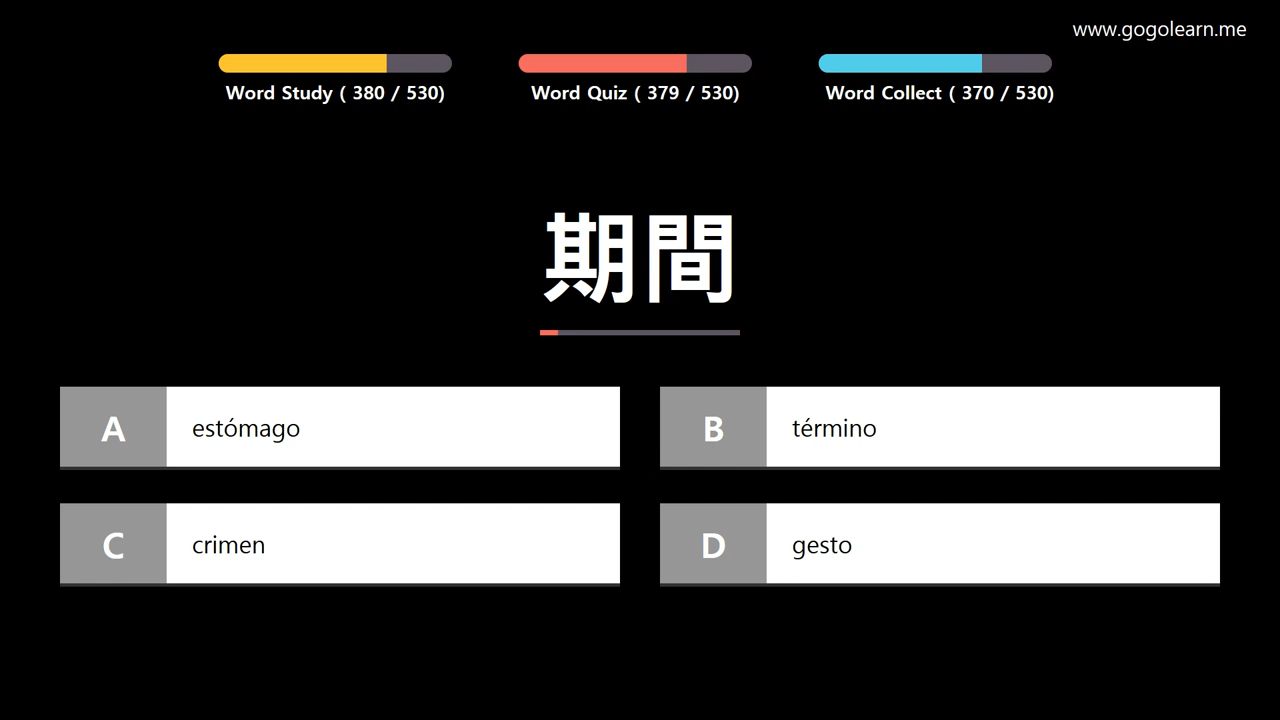 www.gogolearn.me
Word Study ( 380 / 530)
Word Quiz ( 379 / 530)
Word Collect ( 370 / 530)
期間
A estómago
B término
C crimen
D gesto